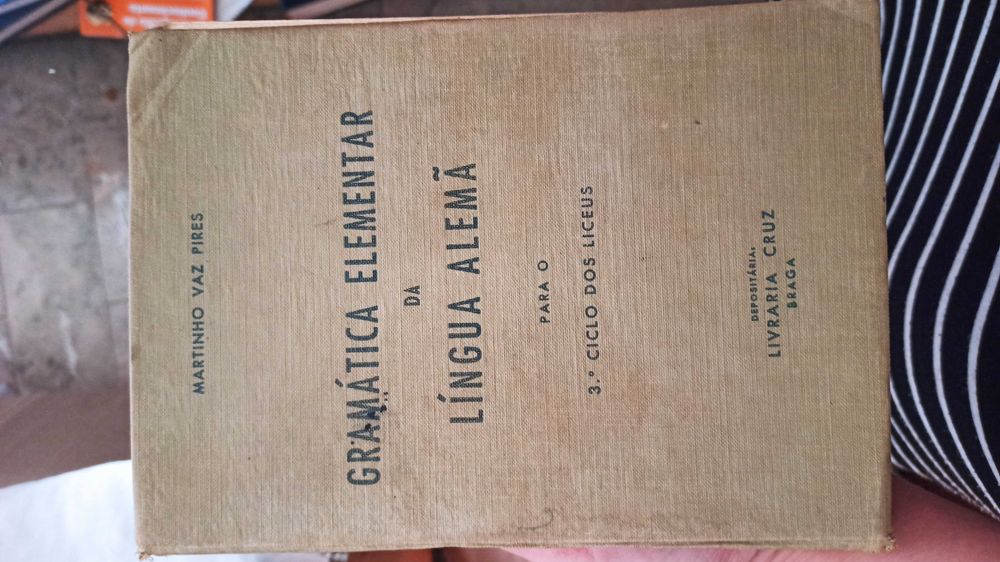 MARTINHO VAZ PIRES
GRAMÁTICA ELEMENTAR
DA
LÍNGUA ALEMÃ
PARA O
3.º CICLO DOS LICEUS
DEPOSITÁRIA:
LIVRARIA CRUZ
BRAGA